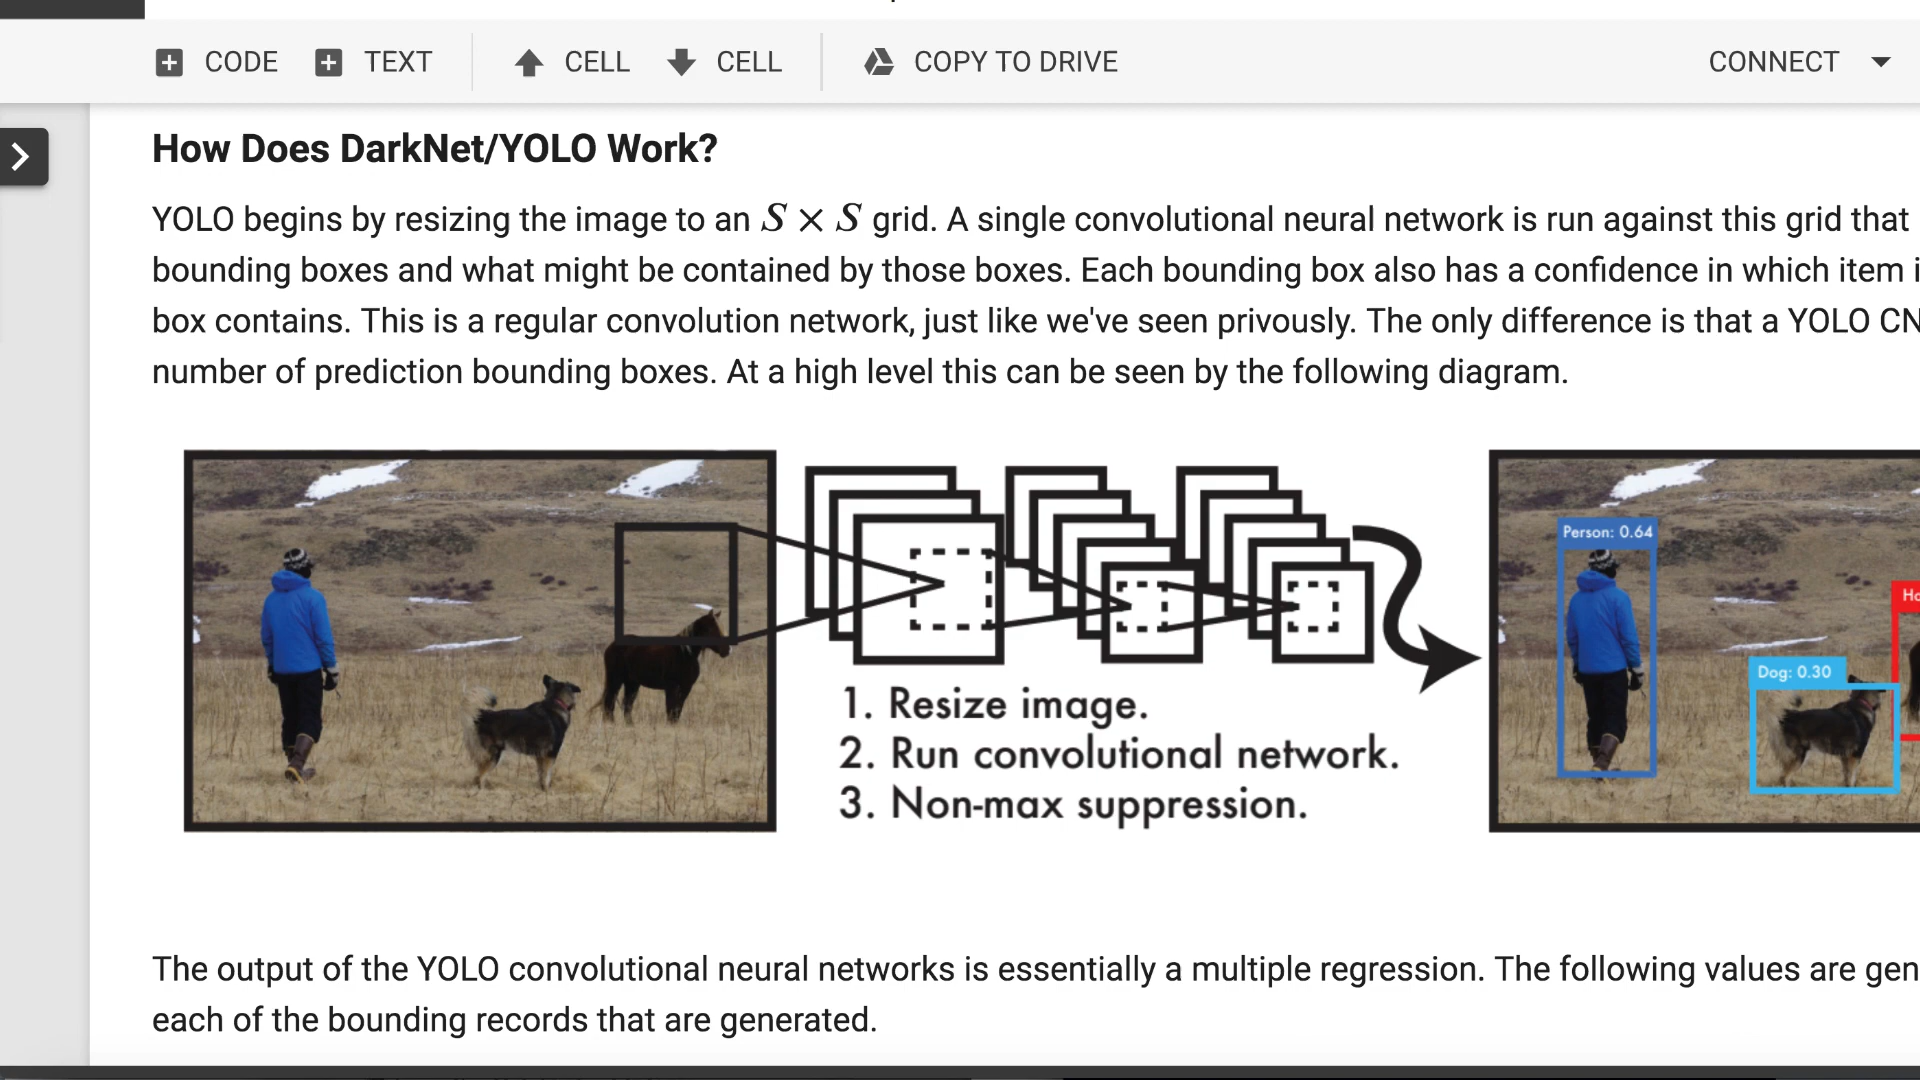 CODE TEXT CELL CELL COPY TO DRIVE CONNECT
How Does DarkNet/YOLO Work?
YOLO begins by resizing the image to an S × S grid. A single convolutional neural network is run against this grid that
bounding boxes and what might be contained by those boxes. Each bounding box also has a confidence in which item i
box contains. This is a regular convolution network, just like we've seen privously. The only difference is that a YOLO CN
number of prediction bounding boxes. At a high level this can be seen by the following diagram.
Person: 0.64
Ho
Dog: 0.30
1. Resize image.
2. Run convolutional network.
3. Non-max suppression.
The output of the YOLO convolutional neural networks is essentially a multiple regression. The following values are gen
each of the bounding records that are generated.